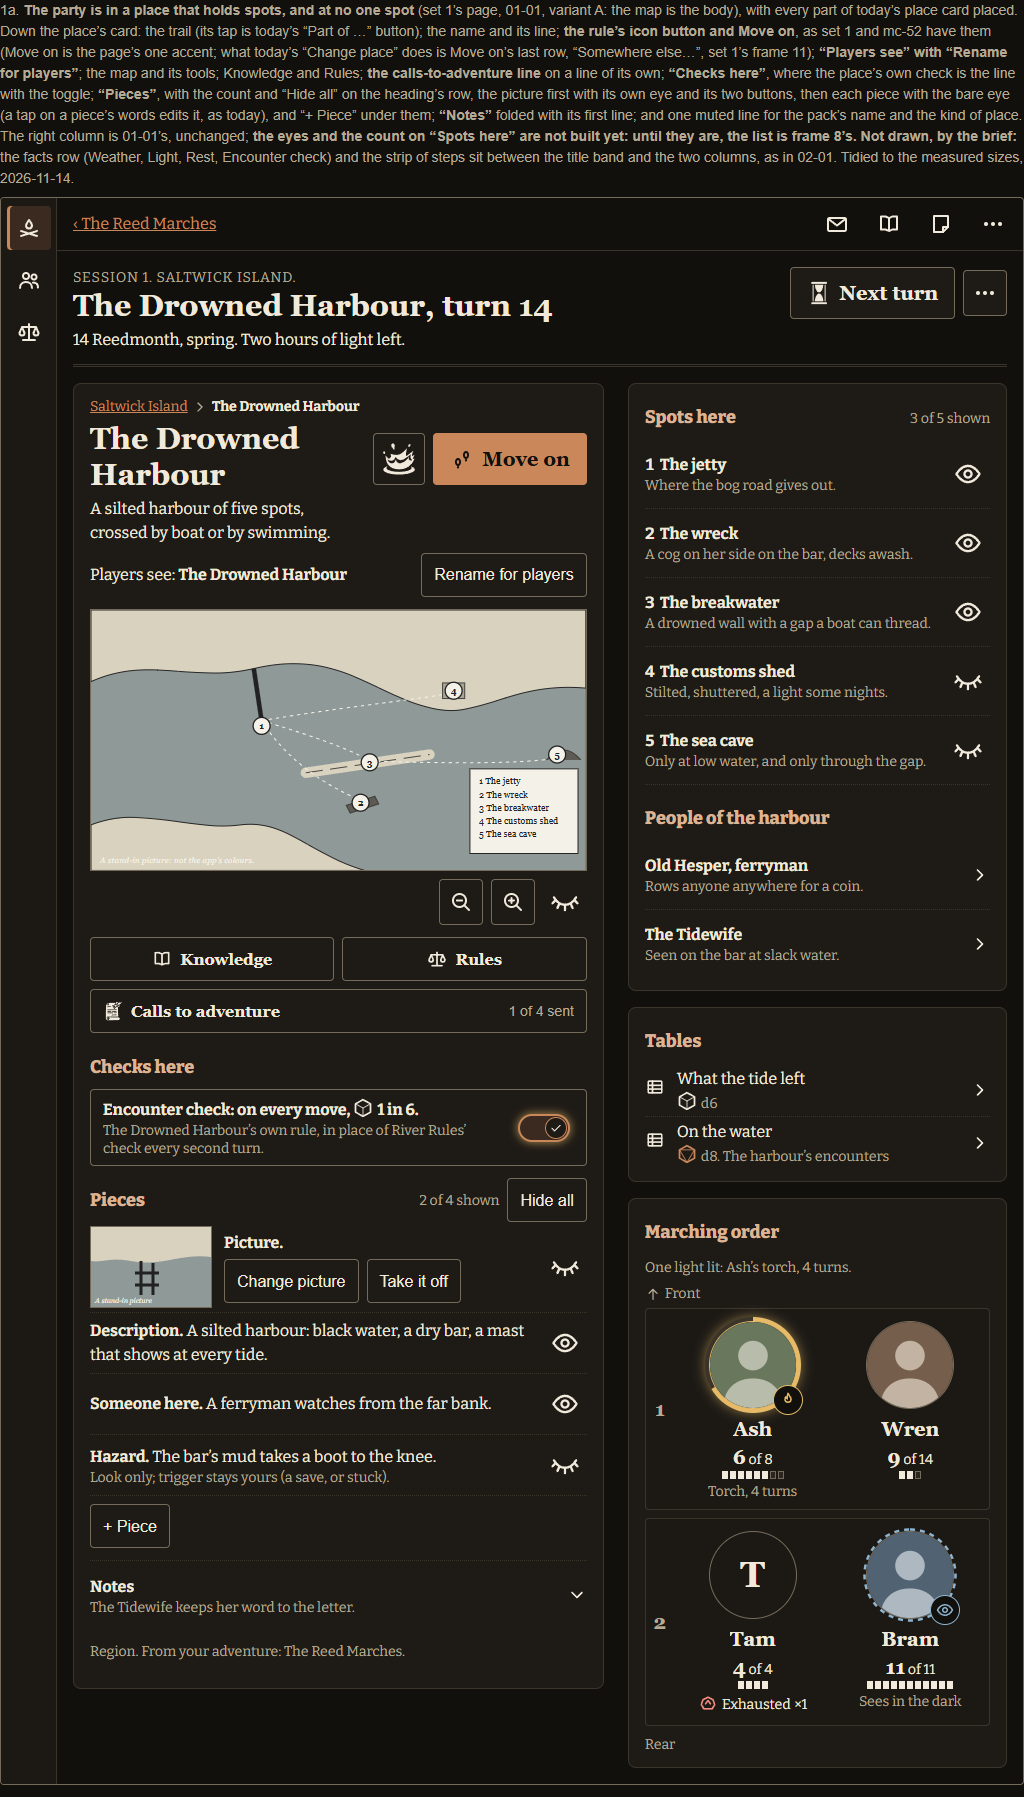 1a. The party is in a place that holds spots, and at no one spot (set 1’s page, 01-01, variant A: the map is the body), with every part of today’s place card placed.
Down the place’s card: the trail (its tap is today’s “Part of …” button); the name and its line; the rule’s icon button and Move on, as set 1 and mc-52 have them
(Move on is the page’s one accent; what today’s “Change place” does is Move on’s last row, “Somewhere else…”, set 1’s frame 11); “Players see” with “Rename
for players”; the map and its tools; Knowledge and Rules; the calls-to-adventure line on a line of its own; “Checks here”, where the place’s own check is the line
with the toggle; “Pieces”, with the count and “Hide all” on the heading’s row, the picture first with its own eye and its two buttons, then each piece with the bare eye
(a tap on a piece’s words edits it, as today), and “+ Piece” under them; “Notes” folded with its first line; and one muted line for the pack’s name and the kind of place.
The right column is 01-01’s, unchanged; the eyes and the count on “Spots here” are not built yet: until they are, the list is frame 8’s. Not drawn, by the brief:
the facts row (Weather, Light, Rest, Encounter check) and the strip of steps sit between the title band and the two columns, as in 02-01. Tidied to the measured sizes,
2026-11-14.
‹ The Reed Marches
SESSION 1. SALTWICK ISLAND.
The Drowned Harbour, turn 14
14 Reedmonth, spring. Two hours of light left.
Next turn
Saltwick Island > The Drowned Harbour
The Drowned
Harbour
Move on
A silted harbour of five spots,
crossed by boat or by swimming.
Players see: The Drowned Harbour
Rename for players
4
1
3
5
2
1 The jetty
2 The wreck
3 The breakwater
4 The customs shed
5 The sea cave
A stand-in picture: not the app's colours.
Knowledge
Rules
Calls to adventure
1 of 4 sent
Checks here
Encounter check: on every move, 1 in 6.
The Drowned Harbour’s own rule, in place of River Rules’
check every second turn.
Pieces
2 of 4 shown
Hide all
A stand-in picture
Picture.
Change picture
Take it off
Description. A silted harbour: black water, a dry bar, a mast
that shows at every tide.
Someone here. A ferryman watches from the far bank.
Hazard. The bar’s mud takes a boot to the knee.
Look only; trigger stays yours (a save, or stuck).
+ Piece
Notes
The Tidewife keeps her word to the letter.
Region. From your adventure: The Reed Marches.
Spots here
3 of 5 shown
1 The jetty
Where the bog road gives out.
2 The wreck
A cog on her side on the bar, decks awash.
3 The breakwater
A drowned wall with a gap a boat can thread.
4 The customs shed
Stilted, shuttered, a light some nights.
5 The sea cave
Only at low water, and only through the gap.
People of the harbour
Old Hesper, ferryman
Rows anyone anywhere for a coin.
The Tidewife
Seen on the bar at slack water.
Tables
What the tide left
d6
On the water
d8. The harbour’s encounters
Marching order
One light lit: Ash’s torch, 4 turns.
↑ Front
1
Ash
6 of 8
Torch, 4 turns
Wren
9 of 14
2
T
Tam
4 of 4
Exhausted ×1
Bram
11 of 11
Sees in the dark
Rear